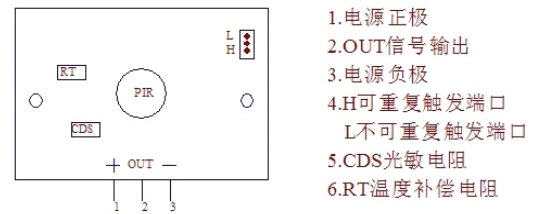 L
H
RT
PIR
CDS
+ OUT −
1 2 3
1.电源正极
2.OUT信号输出
3.电源负极
4.H可重复触发端口
L不可重复触发端口
5.CDS光敏电阻
6.RT温度补偿电阻